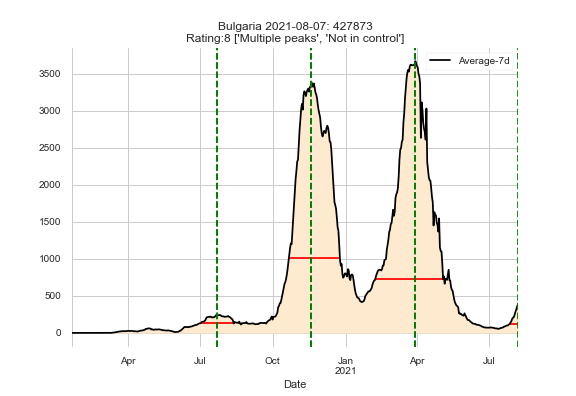 Bulgaria 2021-08-07: 427873
Rating:8 ['Multiple peaks', 'Not in control']
Average-7d
3500
3000
2500
2000
1500
1000
500
0
Apr
Jul
Oct
Jan
2021
Apr
Jul
Date